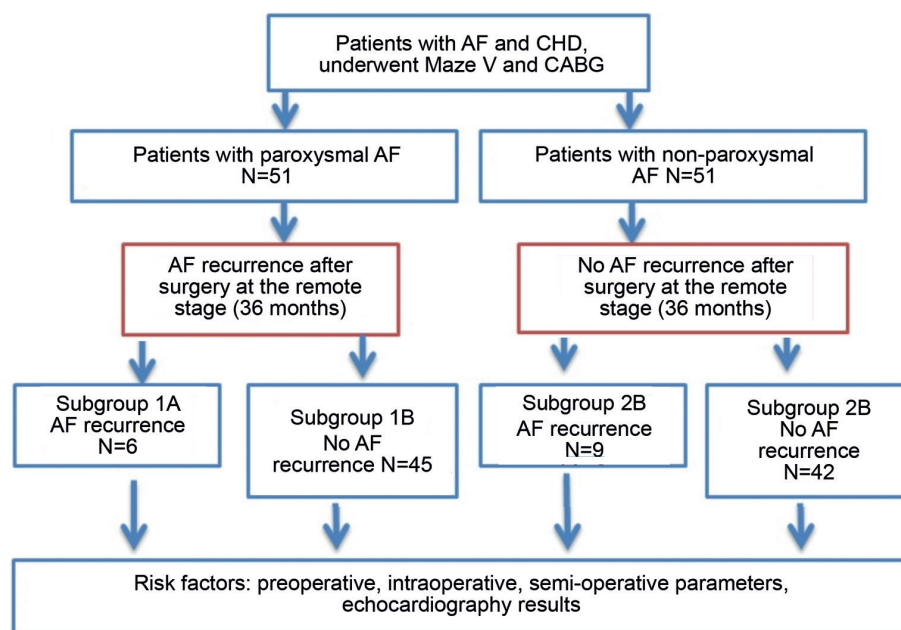 Patients with AF and CHD,
underwent Maze V and CABG
Patients with paroxysmal AF
N=51
Patients with non-paroxysmal
AF N=51
AF recurrence after
surgery at the remote
stage (36 months)
No AF recurrence after
surgery at the remote
stage (36 months)
Subgroup 1A
AF recurrence
N=6
Subgroup 1B
No AF
recurrence N=45
Subgroup 2B
AF recurrence
N=9
Subgroup 2B
No AF
recurrence
N=42
Risk factors: preoperative, intraoperative, semi-operative parameters,
echocardiography results